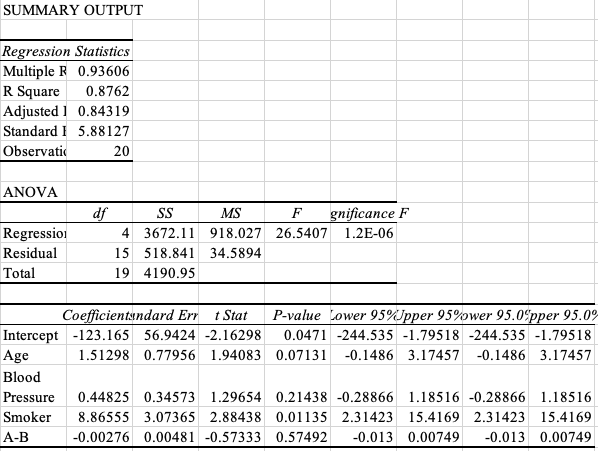 SUMMARY OUTPUT
Regression Statistics
Multiple R 0.93606
R Square 0.8762
Adjusted 0.84319
Standard 5.88127
Observatio 20
ANOVA
df SS MS F gnificance F
Regression 4 3672.11 918.027 26.5407 1.2E-06
Residual 15 518.841 34.5894
Total 19 4190.95
Coefficients ndard Err t Stat P-value Lower 95% Upper 95% ower 95.0% pper 95.0%
Intercept -123.165 56.9424 -2.16298 0.0471 -244.535 -1.79518 -244.535 -1.79518
Age 1.51298 0.77956 1.94083 0.07131 -0.1486 3.17457 -0.1486 3.17457
Blood
Pressure 0.44825 0.34573 1.29654 0.21438 -0.28866 1.18516 -0.28866 1.18516
Smoker 8.86555 3.07365 2.88438 0.01135 2.31423 15.4169 2.31423 15.4169
A-B -0.00276 0.00481 -0.57333 0.57492 -0.013 0.00749 -0.013 0.00749